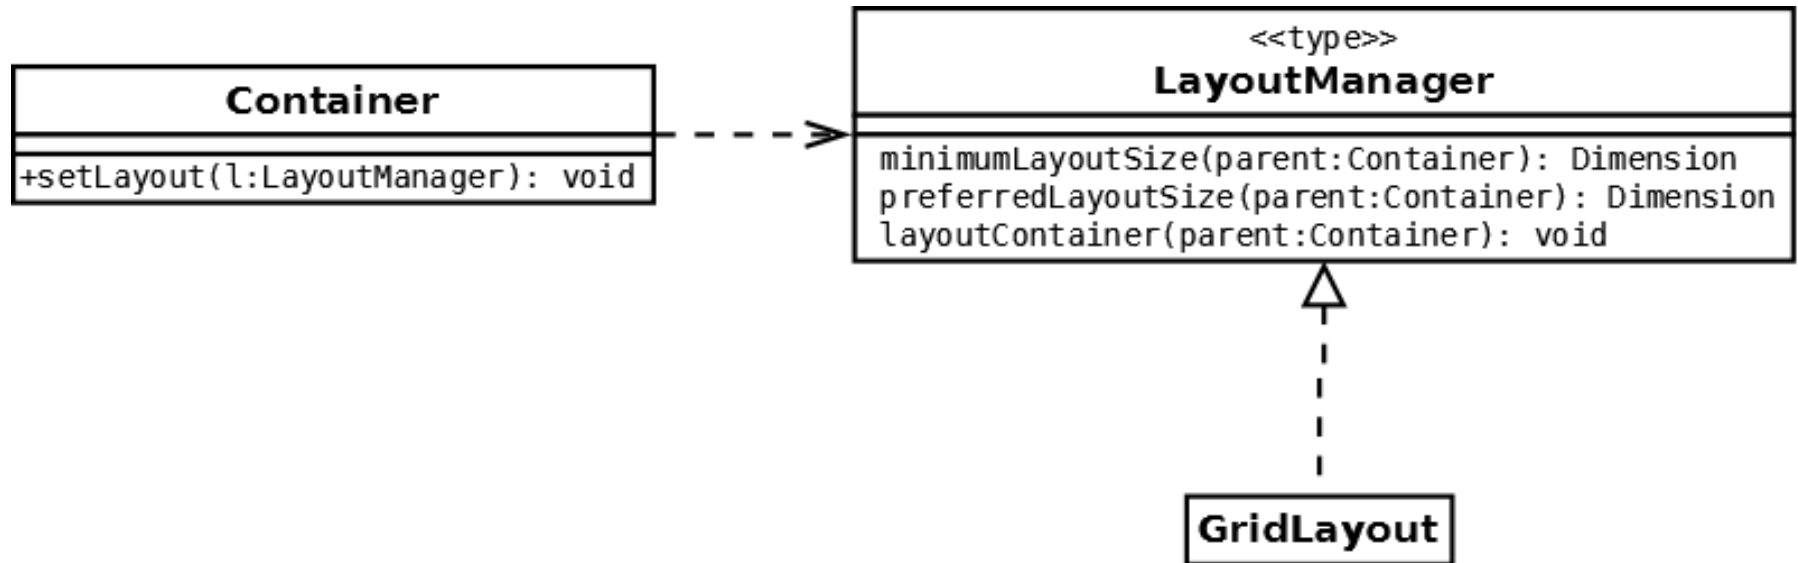 Container
+setLayout(l:LayoutManager): void
<<type>>
LayoutManager
minimumLayoutSize(parent:Container): Dimension
preferredLayoutSize(parent:Container): Dimension
layoutContainer(parent:Container): void
GridLayout